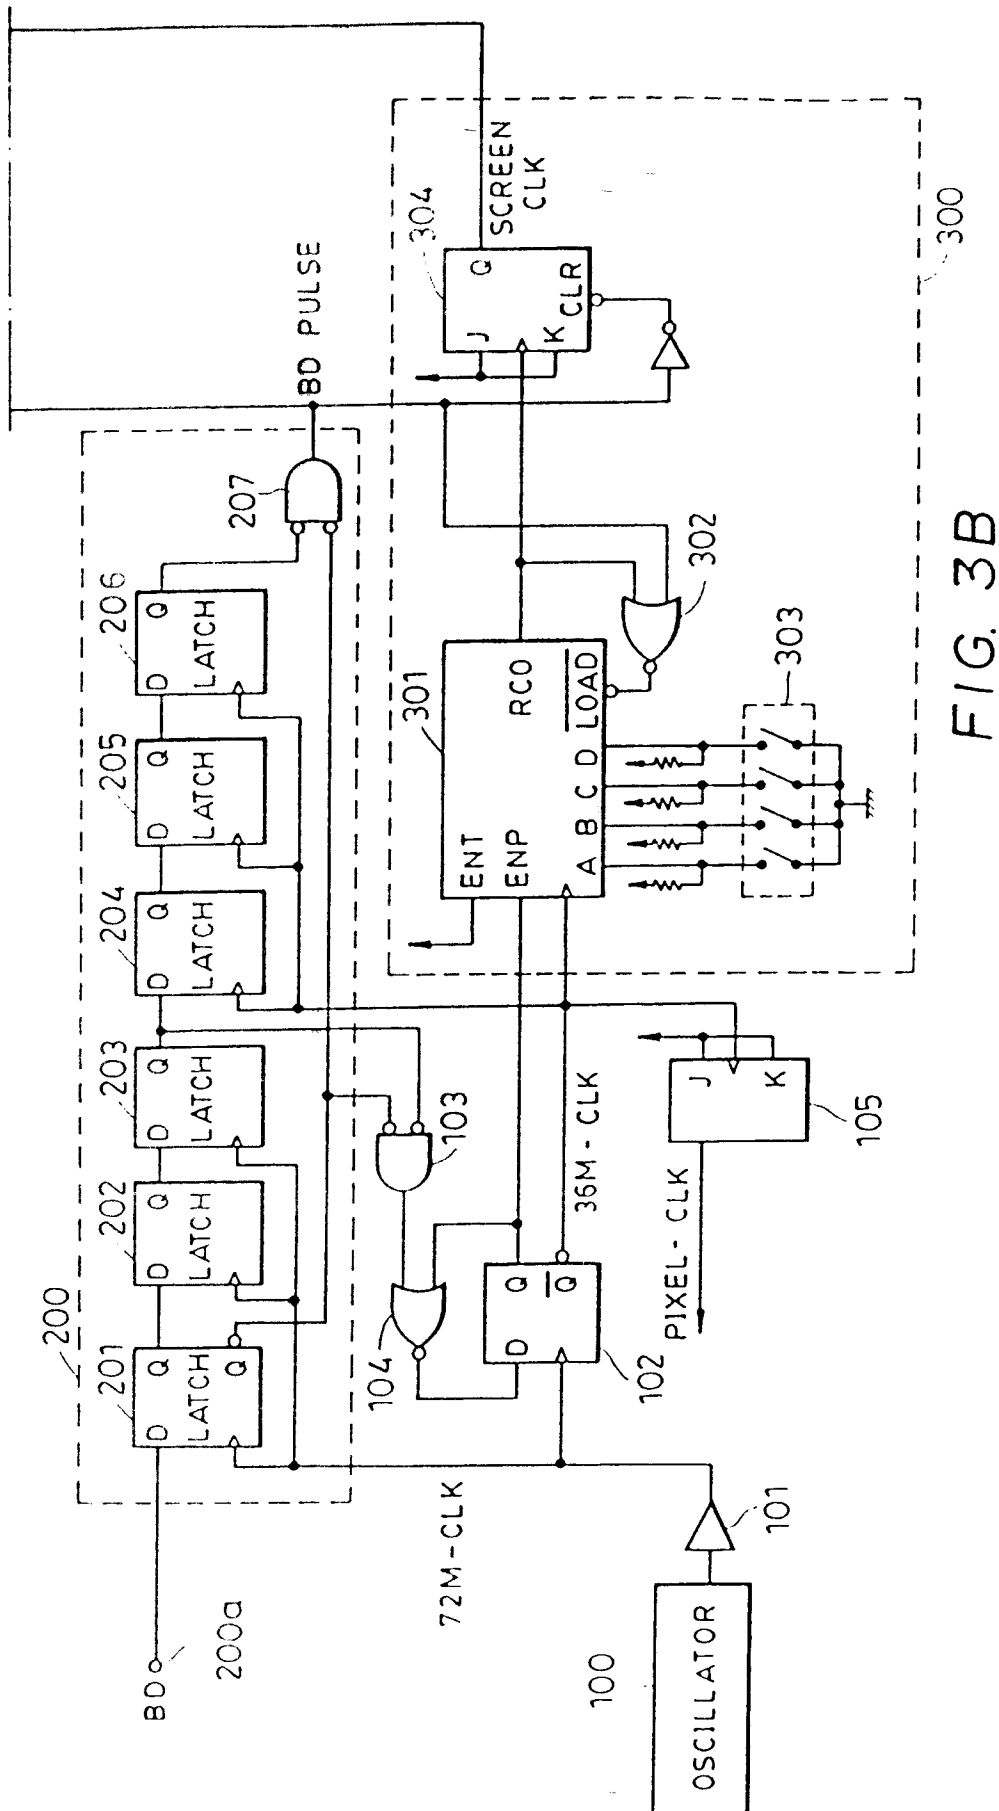 200
201
202
203
204
205
206
207
D Q
LATCH
Q
D Q
LATCH
D Q
LATCH
D Q
LATCH
D Q
LATCH
D Q
LATCH
BD PULSE
BD
200a
72M-CLK
104
103
D Q
Q
102
36M-CLK
301
ENT
ENP
RCO
LOAD
A B C D
302
303
304
J Q
K
CLR
SCREEN
CLK
300
PIXEL-CLK
J
K
105
100
OSCILLATOR
101
FIG. 3B